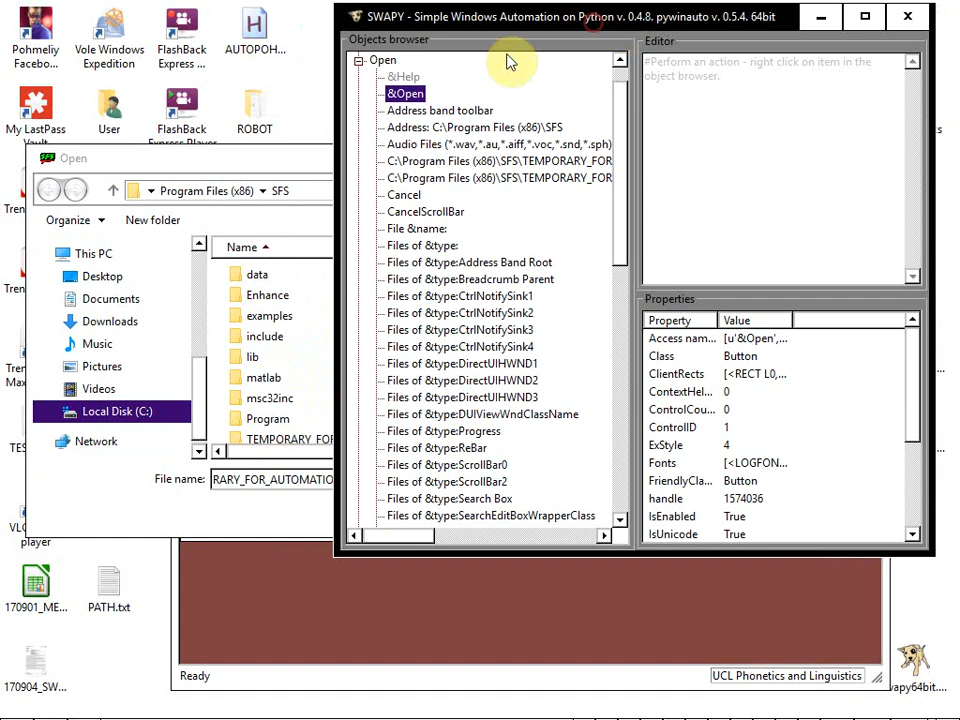 Pohmeliy
Facebo...
Vole Windows
Expedition
FlashBack
Express ...
AUTOPOH...
My LastPass
Vault
User
FlashBack
Express Player
ROBOT
SWAPY - Simple Windows Automation on Python v. 0.4.8. pywinauto v. 0.5.4. 64bit
Objects browser
Open
&Help
&Open
Address band toolbar
Address: C:\Program Files (x86)\SFS
Audio Files (*.wav,*.au,*.aiff,*.voc,*.snd,*.sph)
C:\Program Files (x86)\SFS\TEMPORARY_FOR
C:\Program Files (x86)\SFS\TEMPORARY_FOR
Cancel
CancelScrollBar
File &name:
Files of &type:
Files of &type:Address Band Root
Files of &type:Breadcrumb Parent
Files of &type:CtrlNotifySink1
Files of &type:CtrlNotifySink2
Files of &type:CtrlNotifySink3
Files of &type:CtrlNotifySink4
Files of &type:DirectUIHWND1
Files of &type:DirectUIHWND2
Files of &type:DirectUIHWND3
Files of &type:DUIViewWndClassName
Files of &type:Progress
Files of &type:ReBar
Files of &type:ScrollBar0
Files of &type:ScrollBar2
Files of &type:Search Box
Files of &type:SearchEditBoxWrapperClass
Editor
#Perform an action - right click on item in the
object browser.
Properties
Property Value
Access nam... [u'&Open',...
Class Button
ClientRects [<RECT L0,...
ContextHel... 0
ControlCou... 0
ControlID 1
ExStyle 4
Fonts [<LOGFON...
FriendlyCla... Button
handle 1574036
IsEnabled True
IsUnicode True
Open
Program Files (x86) SFS
Organize New folder
This PC
Desktop
Documents
Downloads
Music
Pictures
Videos
Local Disk (C:)
Network
Name
data
Enhance
examples
include
lib
matlab
msc32inc
Program
TEMPORARY_FOR
File name: RARY_FOR_AUTOMATIO
Tren
Tren
Max
TES
VLC
player
170901_ME...
PATH.txt
170904_SW...
Ready
UCL Phonetics and Linguistics
vapy64bit....